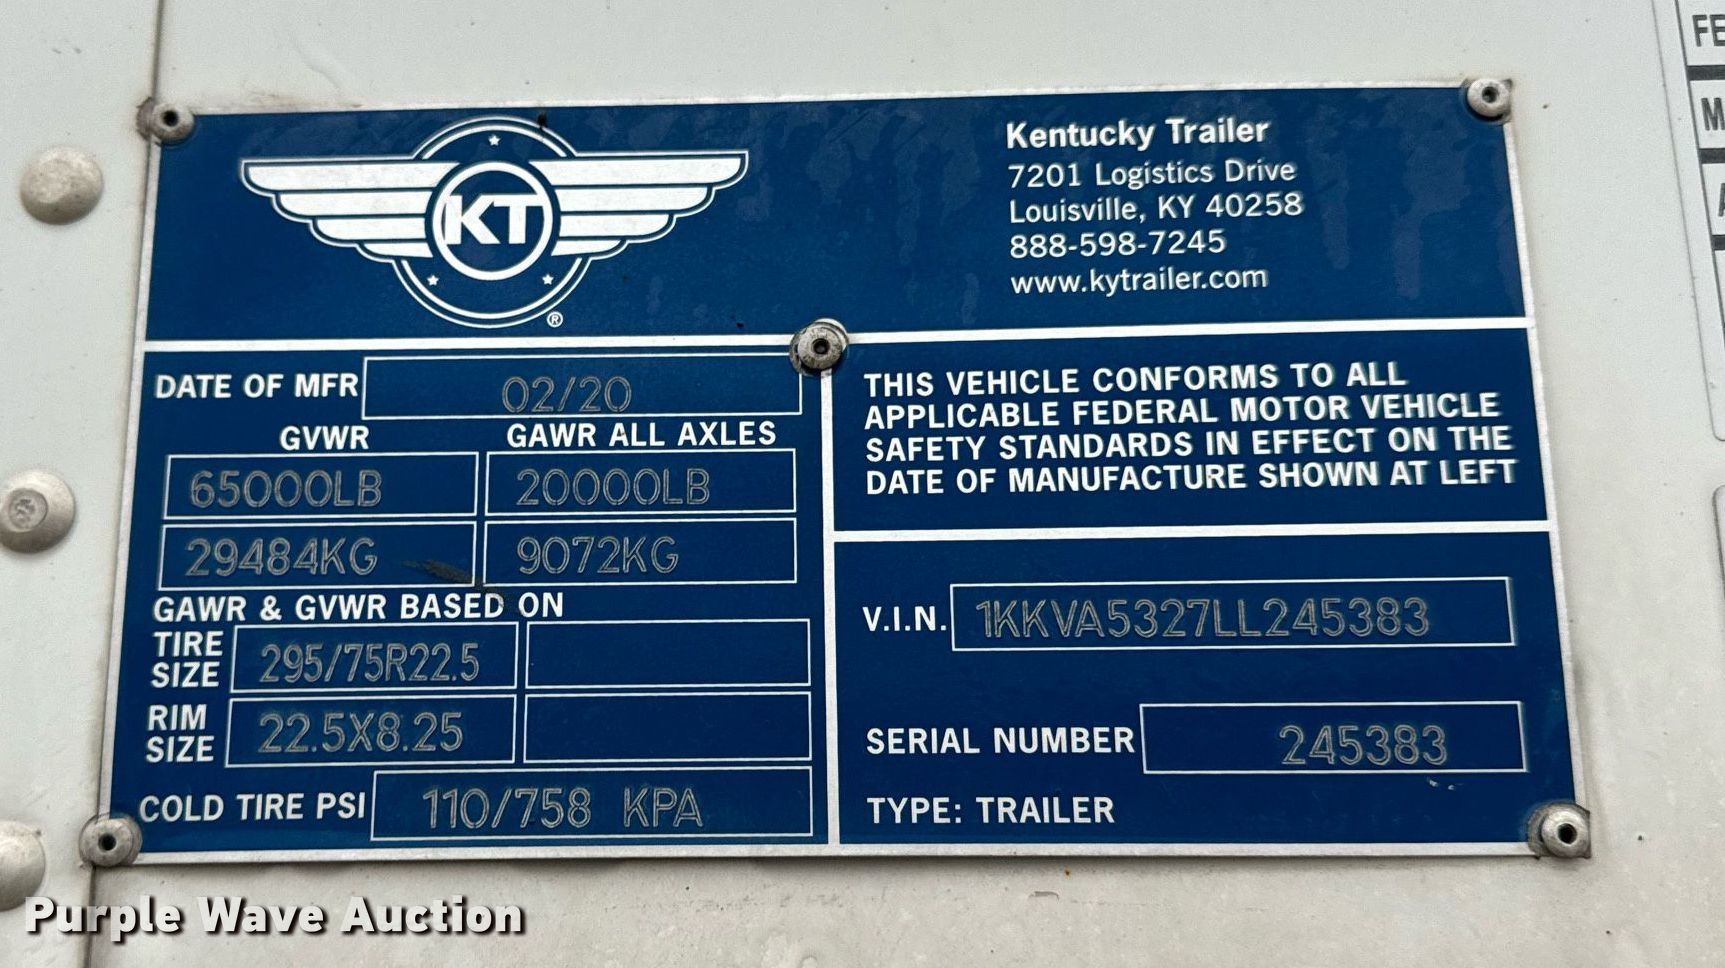 KT
®
Kentucky Trailer
7201 Logistics Drive
Louisville, KY 40258
888-598-7245
www.kytrailer.com
DATE OF MFR 02/20
GVWR GAWR ALL AXLES
65000LB 20000LB
29484KG 9072KG
GAWR & GVWR BASED ON
TIRE SIZE 295/75R22.5
RIM SIZE 22.5X8.25
COLD TIRE PSI 110/758 KPA
THIS VEHICLE CONFORMS TO ALL
APPLICABLE FEDERAL MOTOR VEHICLE
SAFETY STANDARDS IN EFFECT ON THE
DATE OF MANUFACTURE SHOWN AT LEFT
V.I.N. 1KKVA5327LL245383
SERIAL NUMBER 245383
TYPE: TRAILER
FE
Purple Wave Auction